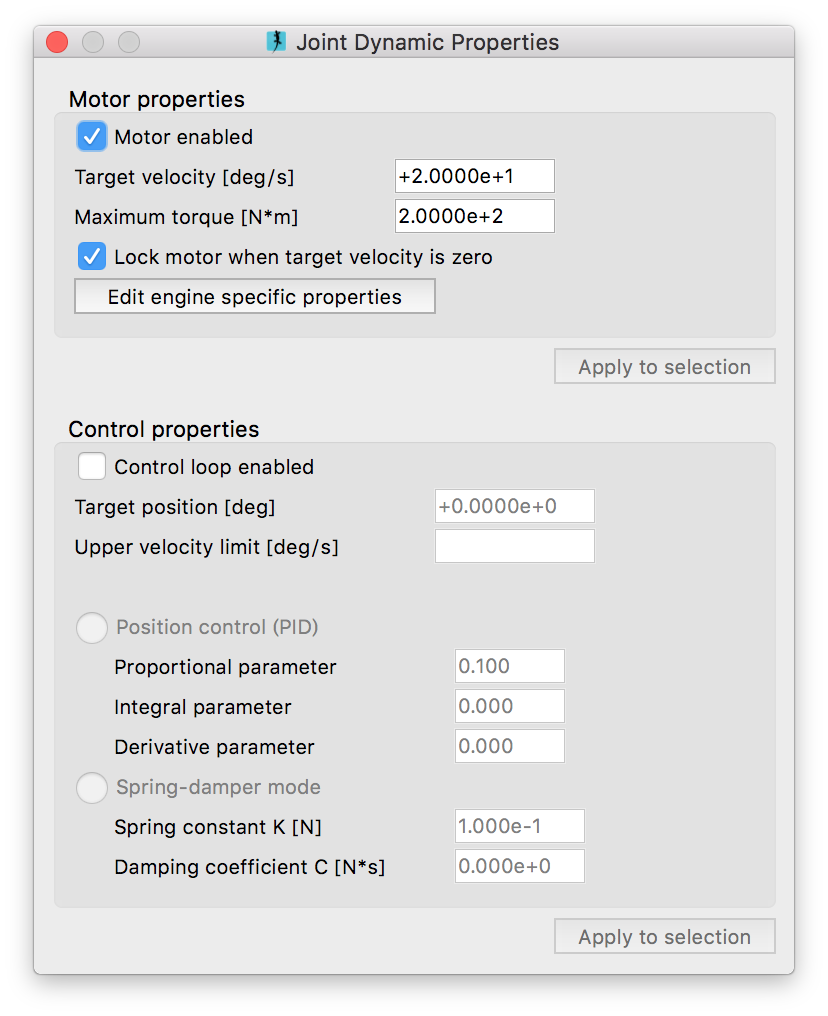 Joint Dynamic Properties
Motor properties
Motor enabled
Target velocity [deg/s] +2.0000e+1
Maximum torque [N*m] 2.0000e+2
Lock motor when target velocity is zero
Edit engine specific properties
Apply to selection
Control properties
Control loop enabled
Target position [deg] +0.0000e+0
Upper velocity limit [deg/s]
Position control (PID)
Proportional parameter 0.100
Integral parameter 0.000
Derivative parameter 0.000
Spring-damper mode
Spring constant K [N] 1.000e-1
Damping coefficient C [N*s] 0.000e+0
Apply to selection